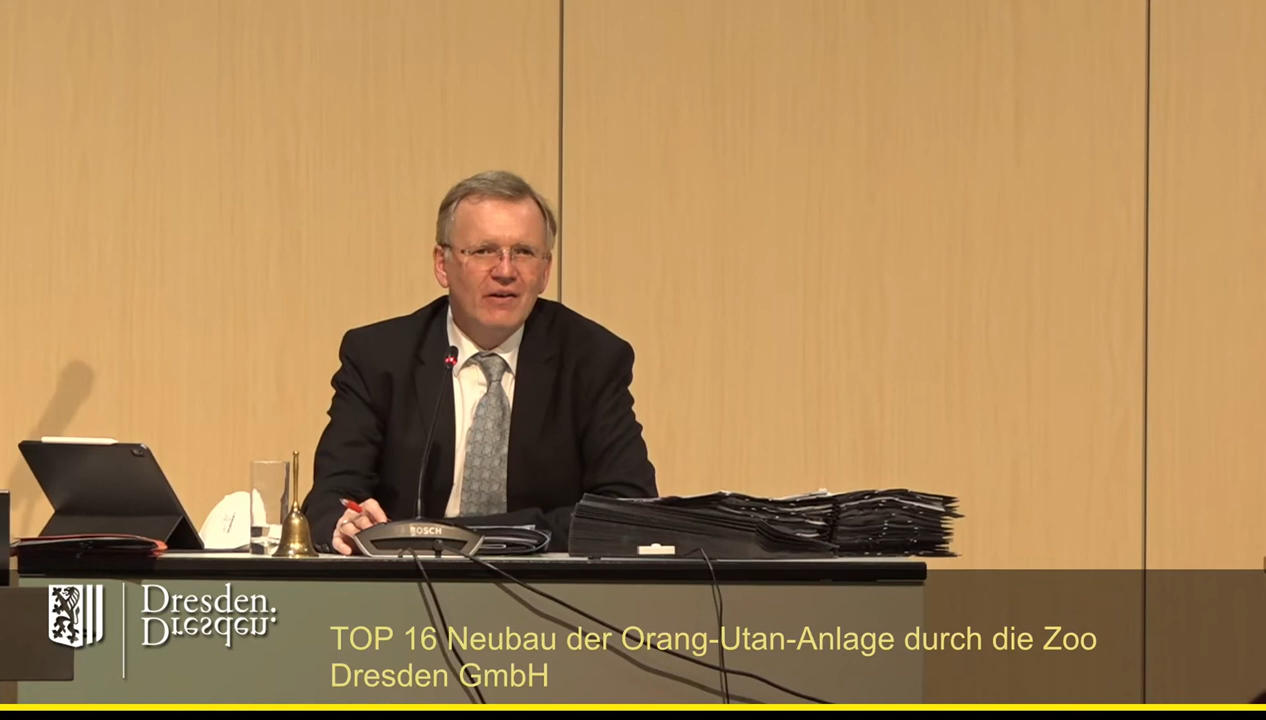 BOSCH
Dresden.
Dresden.
TOP 16 Neubau der Orang-Utan-Anlage durch die Zoo
Dresden GmbH